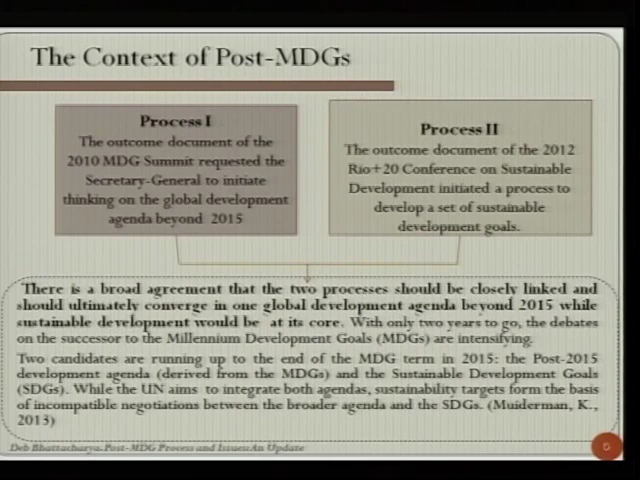 The Context of Post-MDGs
Process I
The outcome document of the
2010 MDG Summit requested the
Secretary-General to initiate
thinking on the global development
agenda beyond 2015
Process II
The outcome document of the 2012
Rio+20 Conference on Sustainable
Development initiated a process to
develop a set of sustainable
development goals.
There is a broad agreement that the two processes should be closely linked and
should ultimately converge in one global development agenda beyond 2015 while
sustainable development would be at its core. With only two years to go, the debates
on the successor to the Millennium Development Goals (MDGs) are intensifying.
Two candidates are running up to the end of the MDG term in 2015: the Post-2015
development agenda (derived from the MDGs) and the Sustainable Development Goals
(SDGs). While the UN aims to integrate both agendas, sustainability targets form the basis
of incompatible negotiations between the broader agenda and the SDGs. (Muiderman, K.,
2013)
Deb Bhattacharya. Post-MDG Process and Issues: An Update